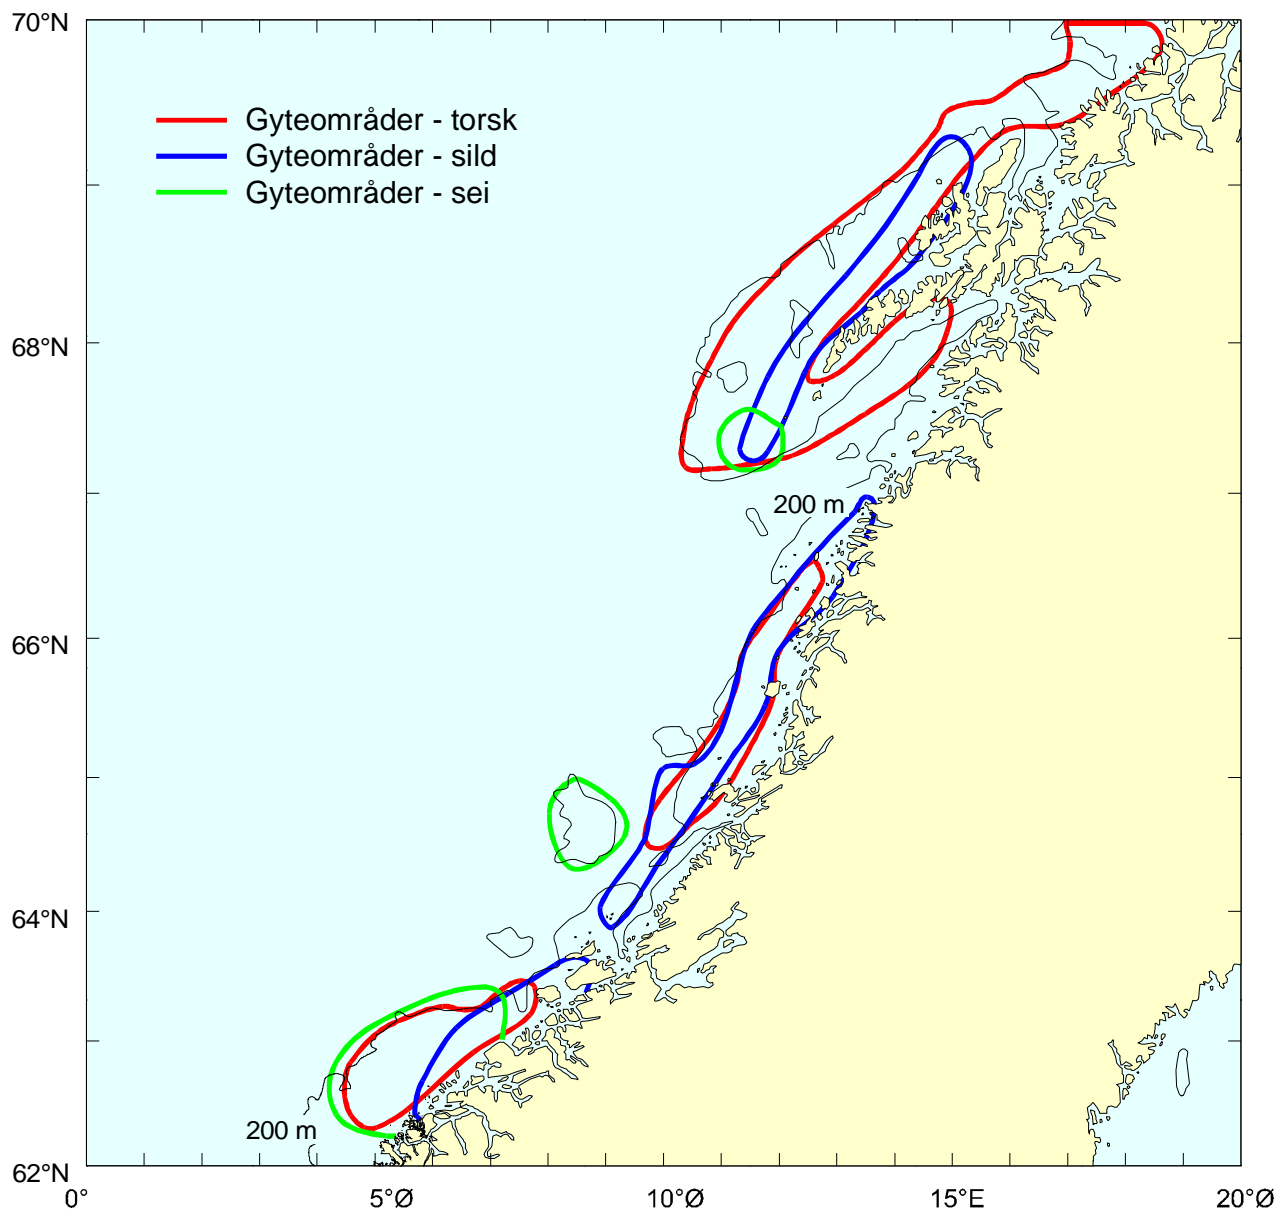 70°N
Gyteområder - torsk
Gyteområder - sild
Gyteområder - sei
68°N
200 m
66°N
64°N
200 m
62°N
0° 5°Ø 10°Ø 15°E 20°Ø